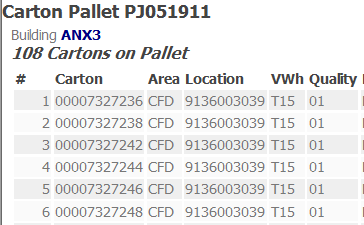 Carton Pallet PJ051911
Building ANX3
108 Cartons on Pallet
# Carton Area Location VWh Quality
1 00007327236 CFD 9136003039 T15 01
2 00007327238 CFD 9136003039 T15 01
3 00007327242 CFD 9136003039 T15 01
4 00007327244 CFD 9136003039 T15 01
5 00007327246 CFD 9136003039 T15 01
6 00007327248 CFD 9136003039 T15 01